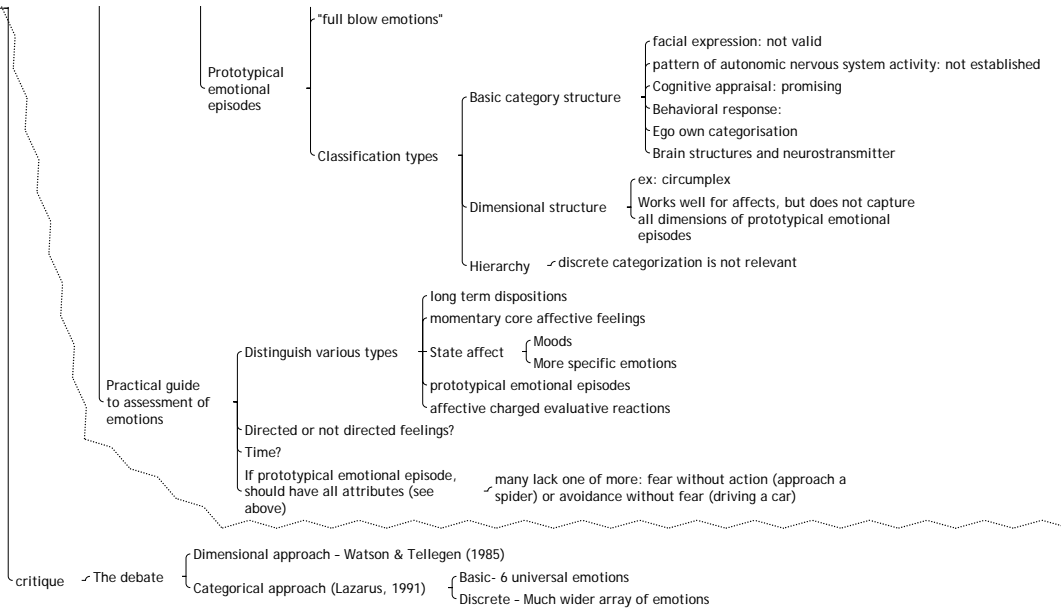 "full blow emotions"
Prototypical
emotional
episodes
Classification types
Basic category structure
facial expression: not valid
pattern of autonomic nervous system activity: not established
Cognitive appraisal: promising
Behavioral response:
Ego own categorisation
Brain structures and neurostransmitter
Dimensional structure
ex: circumplex
Works well for affects, but does not capture
all dimensions of prototypical emotional
episodes
Hierarchy
discrete categorization is not relevant
Practical guide
to assessment of
emotions
Distinguish various types
long term dispositions
momentary core affective feelings
State affect
Moods
More specific emotions
prototypical emotional episodes
affective charged evaluative reactions
Directed or not directed feelings?
Time?
If prototypical emotional episode,
should have all attributes (see
above)
many lack one of more: fear without action (approach a
spider) or avoidance without fear (driving a car)
critique
The debate
Dimensional approach – Watson & Tellegen (1985)
Categorical approach (Lazarus, 1991)
Basic- 6 universal emotions
Discrete – Much wider array of emotions